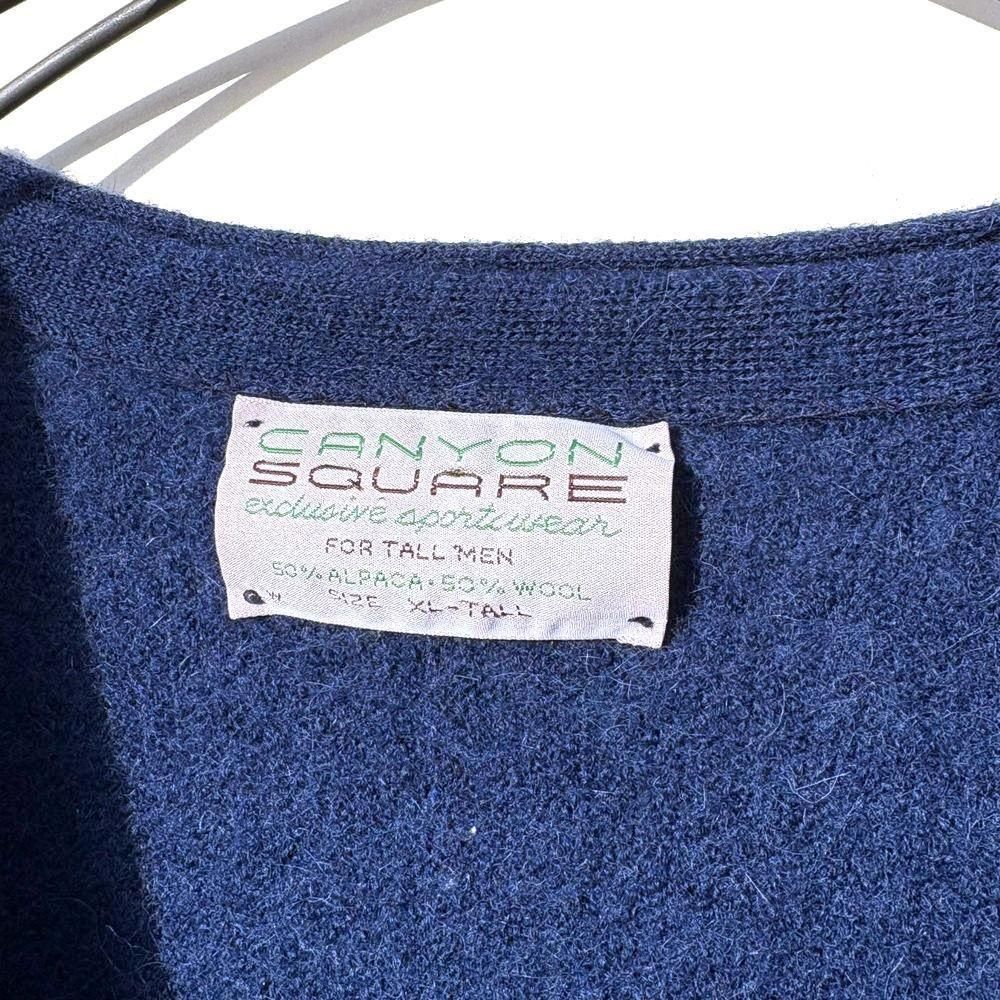 CANYON
SQUARE
exclusive sportswear
FOR TALL MEN
50% ALPACA • 50% WOOL
W SIZE XL-TALL